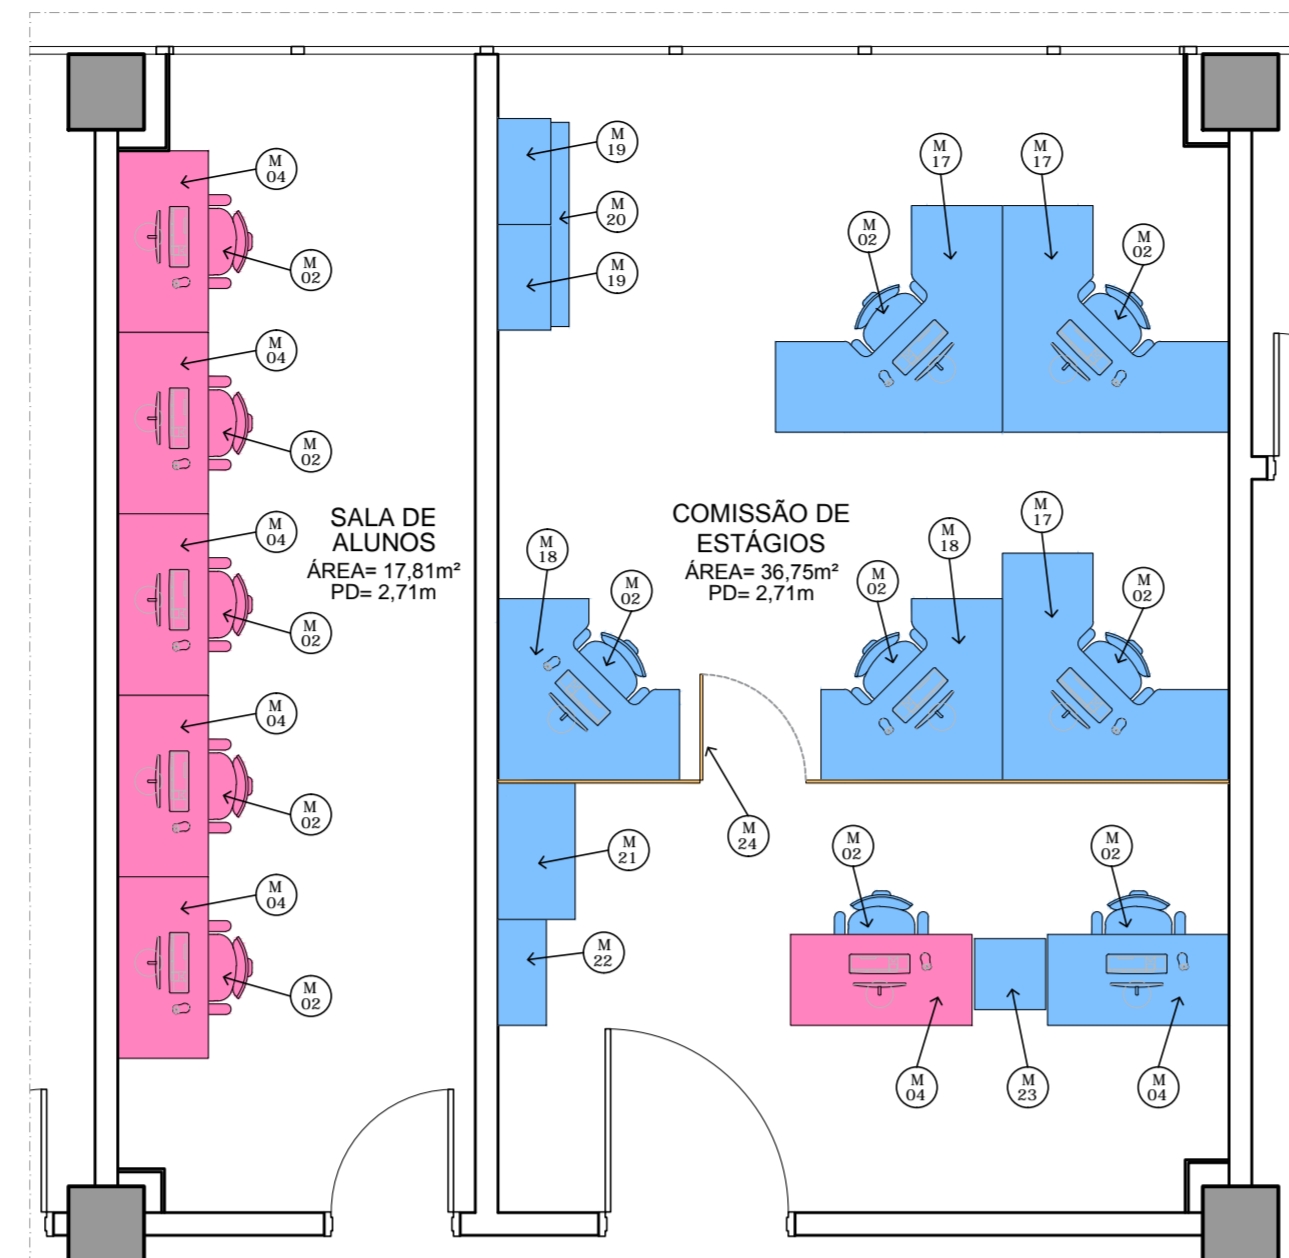 M
19
M
20
M
19
M
17
M
17
M
02
M
02
M
04
M
02
M
04
M
02
M
04
M
02
M
04
M
02
M
04
M
02
SALA DE
ALUNOS
ÁREA= 17,81m²
PD= 2,71m
COMISSÃO DE
ESTÁGIOS
ÁREA= 36,75m²
PD= 2,71m
M
18
M
02
M
02
M
18
M
17
M
02
M
24
M
21
M
22
M
02
M
02
M
04
M
23
M
04